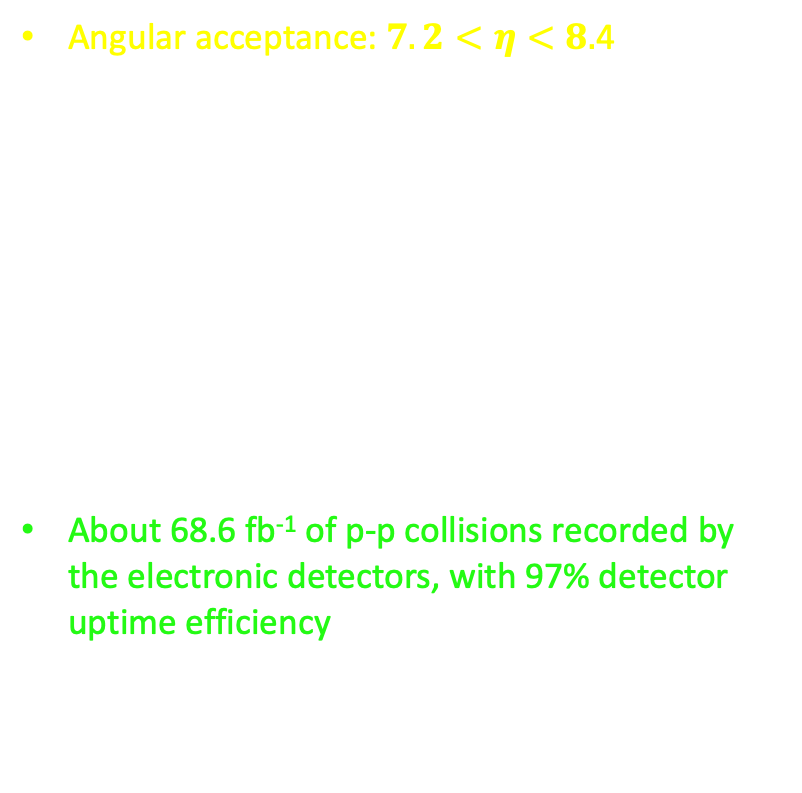 • Angular acceptance: 7.2 < η < 8.4
• About 68.6 fb⁻¹ of p-p collisions recorded by
the electronic detectors, with 97% detector
uptime efficiency